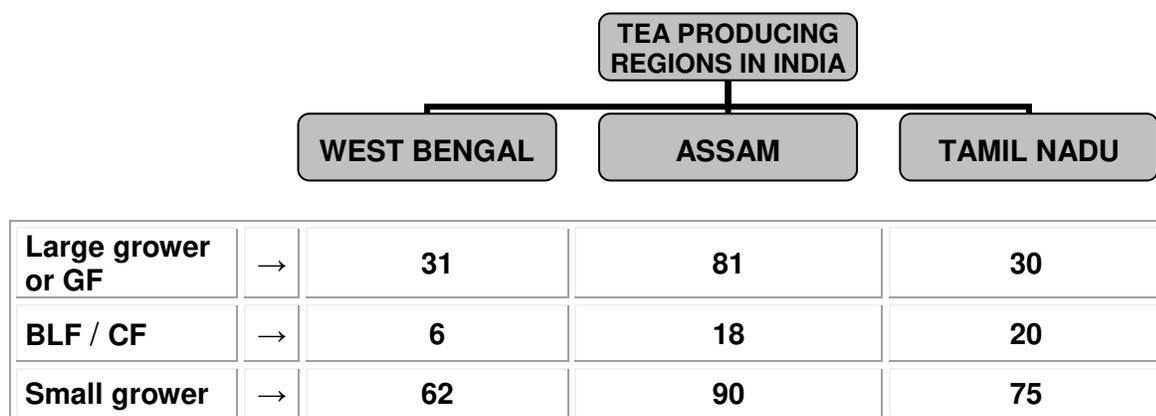 TEA PRODUCING
REGIONS IN INDIA
WEST BENGAL ASSAM TAMIL NADU
Large grower
or GF → 31 81 30
BLF / CF → 6 18 20
Small grower → 62 90 75